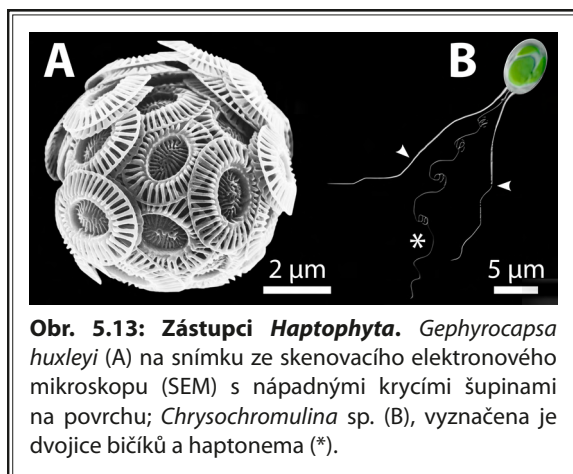 A
B
*
2 µm
5 µm
Obr. 5.13: Zástupci Haptophyta. Gephyrocapsa
huxleyi (A) na snímku ze skenovacího elektronového
mikroskopu (SEM) s nápadnými krycími šupinami
na povrchu; Chrysochromulina sp. (B), vyznačena je
dvojice bičíků a haptonema (*).